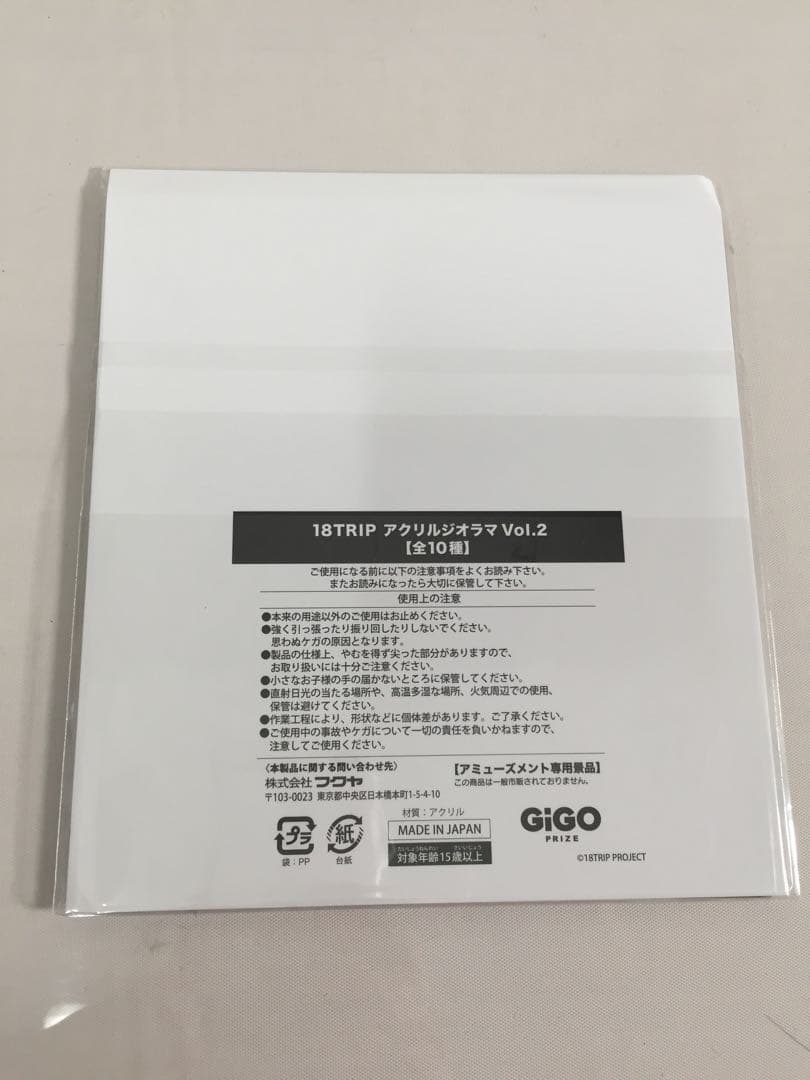 18TRIP アクリルジオラマ Vol.2
【全10種】
ご使用になる前に以下の注意事項をよくお読み下さい。
またお読みになったら大切に保管して下さい。
使用上の注意
●本来の用途以外のご使用はお止めください。
●強く引っ張ったり振り回したりしないでください。
思わぬケガの原因となります。
●製品の仕様上、やむを得ず尖った部分がありますので、
お取り扱いには十分ご注意ください。
●小さなお子様の手の届かないところに保管してください。
●直射日光の当たる場所や、高温多湿な場所、火気周辺での使用、
保管は避けてください。
●作業工程により、形状などに個体差があります。ご了承ください。
●ご使用中の事故やケガについて一切の責任を負いかねますので、
注意してご使用ください。
〈本製品に関する問い合わせ先〉
株式会社 フクヤ
〒103-0023 東京都中央区日本橋本町1-5-4-10
【アミューズメント専用景品】
この商品は一般市販されておりません。
プラ
袋：PP
紙
台紙
材質：アクリル
MADE IN JAPAN
たいしょうねんれい さいいじょう
対象年齢15歳以上
GiGO
PRIZE
©18TRIP PROJECT